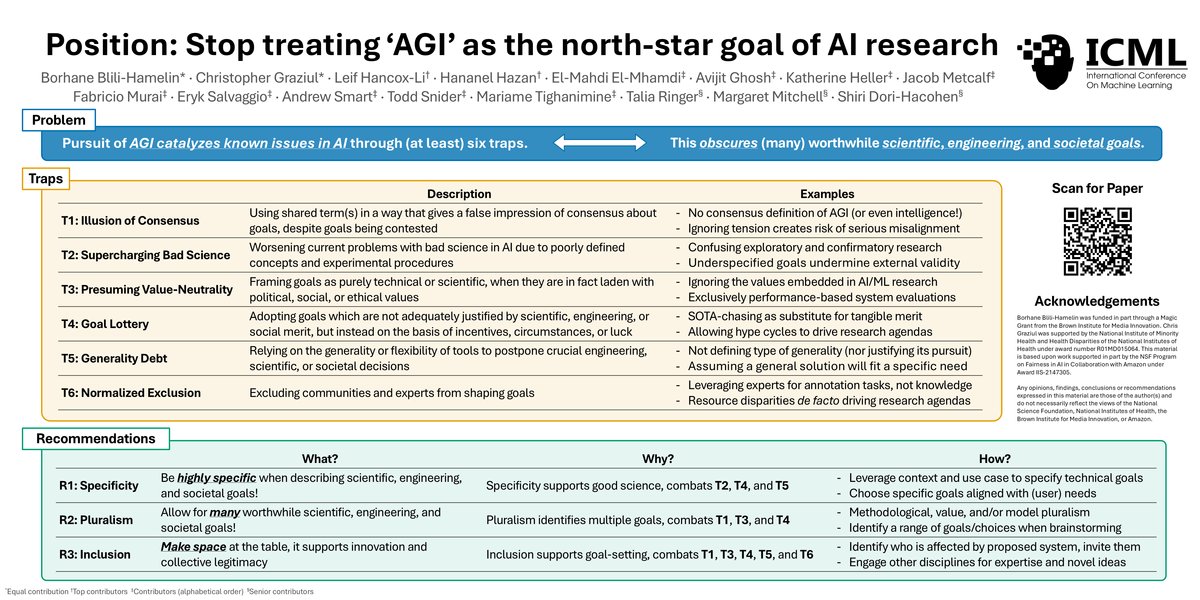 Position: Stop treating ‘AGI’ as the north-star goal of AI research
Borhane Blili-Hamelin* · Christopher Graziul* · Leif Hancox-Li† · Hananel Hazan† · El-Mahdi El-Mhamdi‡ · Avijit Ghosh‡ · Katherine Heller‡ · Jacob Metcalf‡
Fabricio Murai‡ · Eryk Salvaggio‡ · Andrew Smart‡ · Todd Snider‡ · Mariame Tighanimine‡ · Talia Ringer§ · Margaret Mitchell§ · Shiri Dori-Hacohen§
ICML
International Conference
On Machine Learning
Problem
Pursuit of AGI catalyzes known issues in AI through (at least) six traps.
This obscures (many) worthwhile scientific, engineering, and societal goals.
Traps
Description Examples
T1: Illusion of Consensus
Using shared term(s) in a way that gives a false impression of consensus about
goals, despite goals being contested
- No consensus definition of AGI (or even intelligence!)
- Ignoring tension creates risk of serious misalignment
T2: Supercharging Bad Science
Worsening current problems with bad science in AI due to poorly defined
concepts and experimental procedures
- Confusing exploratory and confirmatory research
- Underspecified goals undermine external validity
T3: Presuming Value-Neutrality
Framing goals as purely technical or scientific, when they are in fact laden with
political, social, or ethical values
- Ignoring the values embedded in AI/ML research
- Exclusively performance-based system evaluations
T4: Goal Lottery
Adopting goals which are not adequately justified by scientific, engineering, or
social merit, but instead on the basis of incentives, circumstances, or luck
- SOTA-chasing as substitute for tangible merit
- Allowing hype cycles to drive research agendas
T5: Generality Debt
Relying on the generality or flexibility of tools to postpone crucial engineering,
scientific, or societal decisions
- Not defining type of generality (nor justifying its pursuit)
- Assuming a general solution will fit a specific need
T6: Normalized Exclusion
Excluding communities and experts from shaping goals
- Leveraging experts for annotation tasks, not knowledge
- Resource disparities de facto driving research agendas
Scan for Paper
Acknowledgements
Borhane Blili-Hamelin was funded in part through a Magic
Grant from the Brown Institute for Media Innovation. Chris
Graziul was supported by the National Institute of Minority
Health and Health Disparities of the National Institutes of
Health under award number R01MD015064. This material
is based upon work supported in part by the NSF Program
on Fairness in AI in Collaboration with Amazon under
Award IIS-2147305.
Any opinions, findings, conclusions or recommendations
expressed in this material are those of the author(s) and
do not necessarily reflect the views of the National
Science Foundation, National Institutes of Health, the
Brown Institute for Media Innovation, or Amazon.
Recommendations
What? Why? How?
R1: Specificity
Be highly specific when describing scientific, engineering,
and societal goals!
Specificity supports good science, combats T2, T4, and T5
- Leverage context and use case to specify technical goals
- Choose specific goals aligned with (user) needs
R2: Pluralism
Allow for many worthwhile scientific, engineering, and
societal goals!
Pluralism identifies multiple goals, combats T1, T3, and T4
- Methodological, value, and/or model pluralism
- Identify a range of goals/choices when brainstorming
R3: Inclusion
Make space at the table, it supports innovation and
collective legitimacy
Inclusion supports goal-setting, combats T1, T3, T4, T5, and T6
- Identify who is affected by proposed system, invite them
- Engage other disciplines for expertise and novel ideas
*Equal contribution †Top contributors ‡Contributors (alphabetical order) §Senior contributors